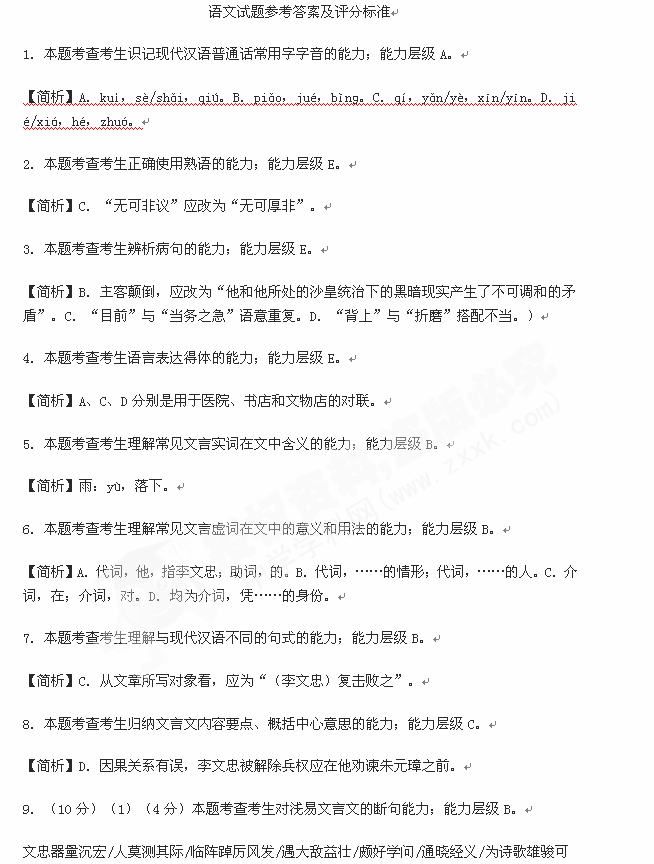 语文试题参考答案及评分标准↵
1. 本题考查考生识记现代汉语普通话常用字字音的能力；能力层级 A。↵
【简析】A. kuì, sè/shāi, qiú。B. piǎo, jué, bìng。C. qí, yǎn/yè, xīn/yīn。D. ji
é/xié, hé, zhuó。↵
2. 本题考查考生正确使用熟语的能力；能力层级 E。↵
【简析】C. “无可非议”应改为“无可厚非”。↵
3. 本题考查考生辨析病句的能力；能力层级 E。↵
【简析】B. 主客颠倒，应改为“他和他所处的沙皇统治下的黑暗现实产生了不可调和的矛
盾”。C. “目前”与“当务之急”语意重复。D. “背上”与“折磨”搭配不当。）↵
4. 本题考查考生语言表达得体的能力；能力层级 E。↵
【简析】A、C、D 分别是用于医院、书店和文物店的对联。↵
5. 本题考查考生理解常见文言实词在文中含义的能力；能力层级 B。↵
【简析】雨：yù，落下。↵
6. 本题考查考生理解常见文言虚词在文中的意义和用法的能力；能力层级 B。↵
【简析】A. 代词，他，指李文忠；助词，的。B. 代词，……的情形；代词，……的人。C. 介
词，在；介词，对。D. 均为介词，凭……的身份。↵
7. 本题考查考生理解与现代汉语不同的句式的能力；能力层级 B。↵
【简析】C. 从文章所写对象看，应为“（李文忠）复击败之”。↵
8. 本题考查考生归纳文言文内容要点、概括中心意思的能力；能力层级 C。↵
【简析】D. 因果关系有误，李文忠被解除兵权应在他劝谏朱元璋之前。↵
9. （10 分）（1）（4 分）本题考查考生对浅易文言文的断句能力；能力层级 B。↵
文忠器量沉宏/人莫测其际/临阵踔厉风发/遇大敌益壮/颇好学问/通晓经义/为诗歌雄骏可
(www.zxxk.com)